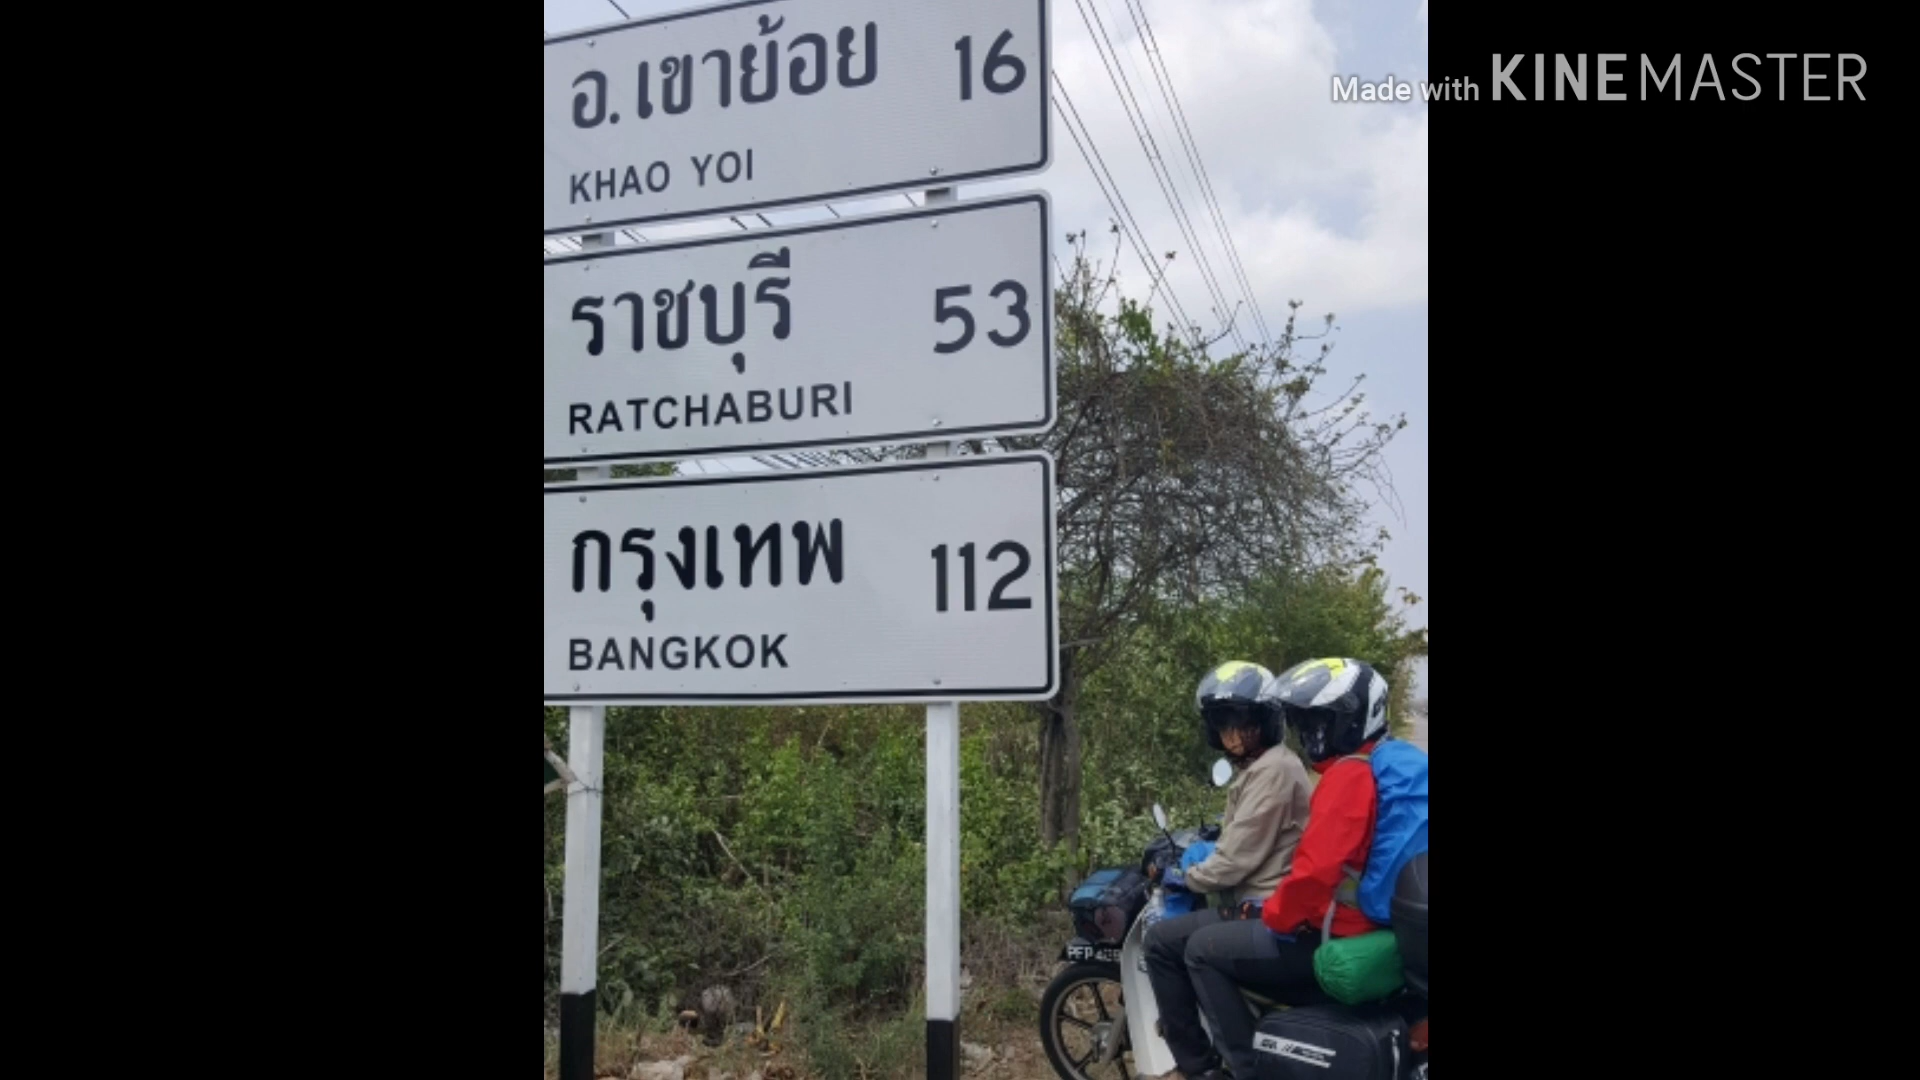 Made with KINEMASTER
อ.เขาย้อย 16
KHAO YOI
ราชบุรี 53
RATCHABURI
กรุงเทพ 112
BANGKOK